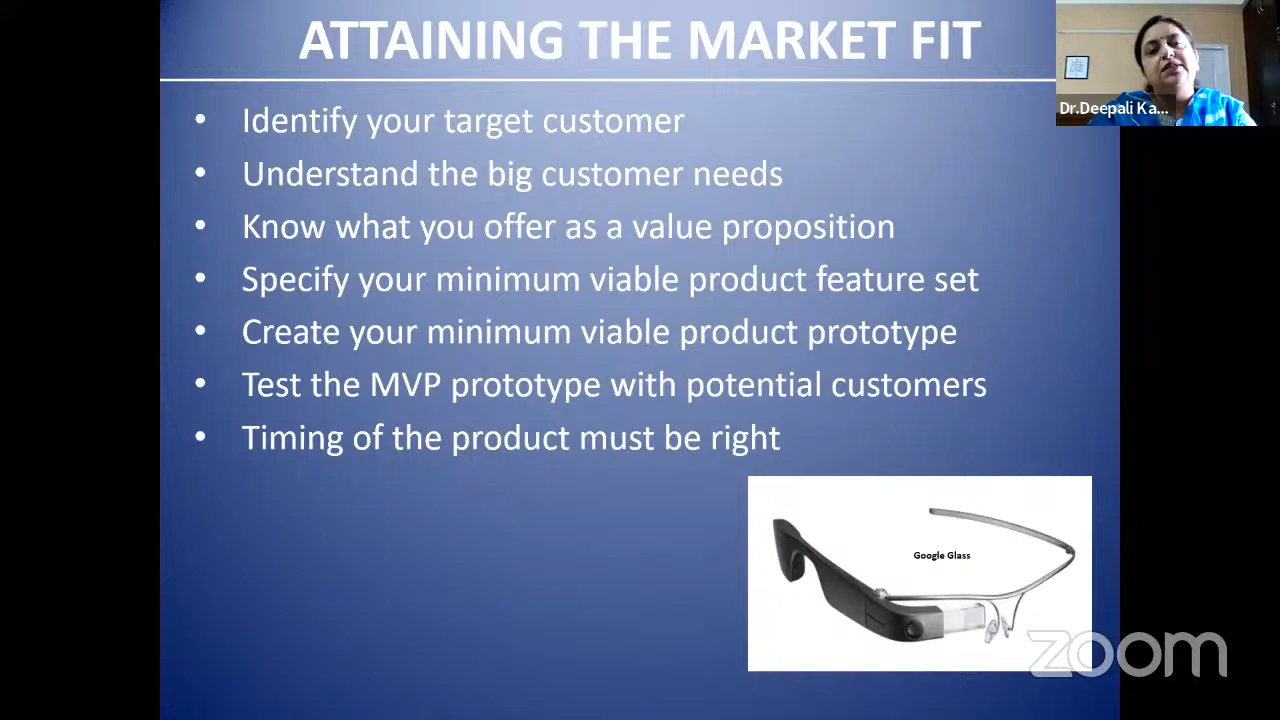 ATTAINING THE MARKET FIT
Dr.Deepali Ka...
• Identify your target customer
• Understand the big customer needs
• Know what you offer as a value proposition
• Specify your minimum viable product feature set
• Create your minimum viable product prototype
• Test the MVP prototype with potential customers
• Timing of the product must be right
Google Glass
zoom